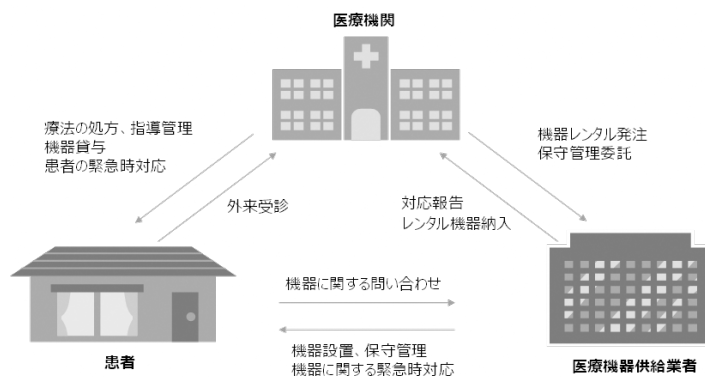 医療機関
療法の処方、指導管理
機器貸与
患者の緊急時対応
機器レンタル発注
保守管理委託
外来受診
対応報告
レンタル機器納入
機器に関する問い合わせ
機器設置、保守管理
機器に関する緊急時対応
患者
医療機器供給業者